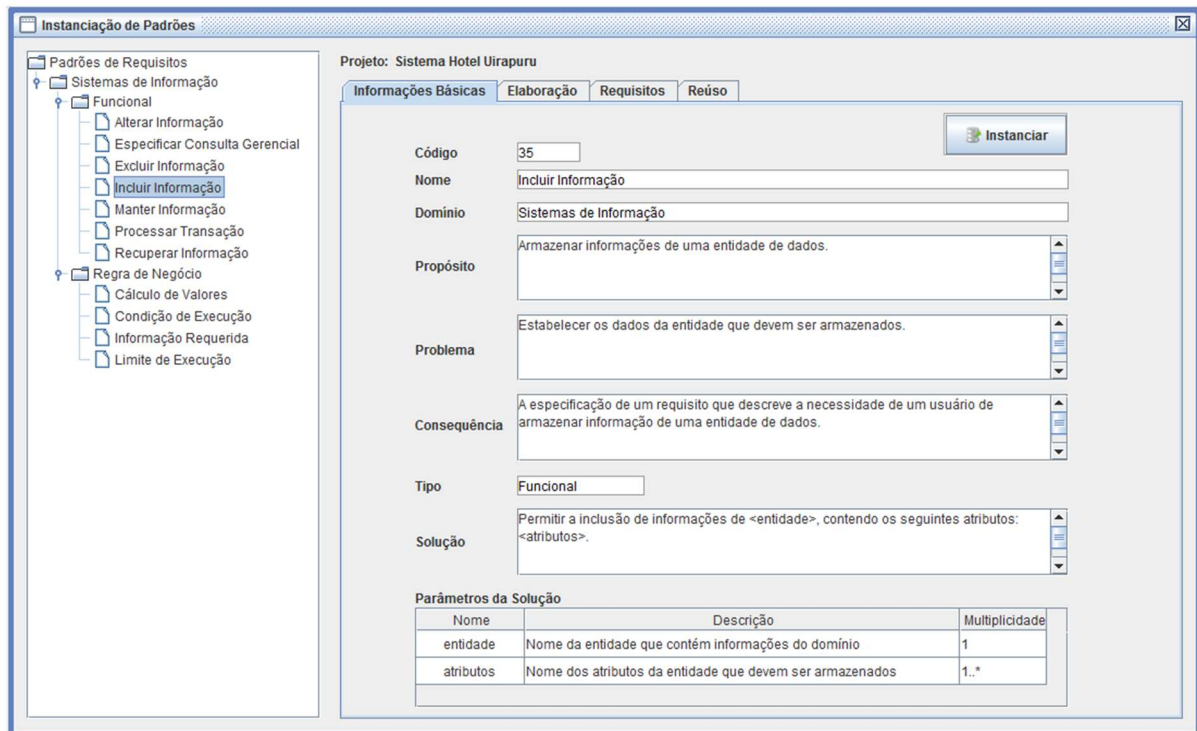 Instanciação de Padrões
Padrões de Requisitos
Sistemas de Informação
Funcional
Alterar Informação
Especificar Consulta Gerencial
Excluir Informação
Incluir Informação
Manter Informação
Processar Transação
Recuperar Informação
Regra de Negócio
Cálculo de Valores
Condição de Execução
Informação Requerida
Limite de Execução
Projeto: Sistema Hotel Uirapuru
Informações Básicas Elaboração Requisitos Reúso
Instanciar
Código 35
Nome Incluir Informação
Domínio Sistemas de Informação
Propósito Armazenar informações de uma entidade de dados.
Problema Estabelecer os dados da entidade que devem ser armazenados.
Consequência A especificação de um requisito que descreve a necessidade de um usuário de
armazenar informação de uma entidade de dados.
Tipo Funcional
Solução Permitir a inclusão de informações de <entidade>, contendo os seguintes atributos:
<atributos>.
Parâmetros da Solução
Nome Descrição Multiplicidade
entidade Nome da entidade que contém informações do domínio 1
atributos Nome dos atributos da entidade que devem ser armazenados 1..*